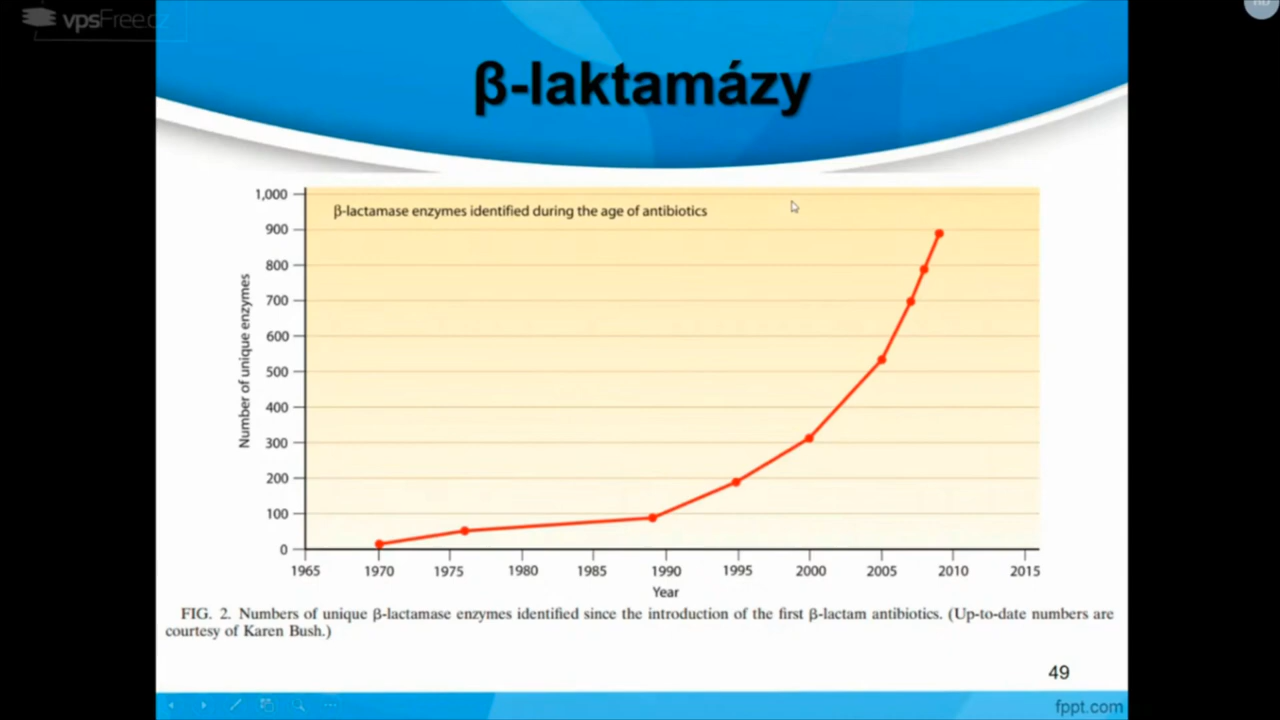 vpsFree.cz
HD
β-laktamázy
β-lactamase enzymes identified during the age of antibiotics
Number of unique enzymes
1,000
900
800
700
600
500
400
300
200
100
0
1965 1970 1975 1980 1985 1990 1995 2000 2005 2010 2015
Year
FIG. 2. Numbers of unique β-lactamase enzymes identified since the introduction of the first β-lactam antibiotics. (Up-to-date numbers are
courtesy of Karen Bush.)
49
fppt.com